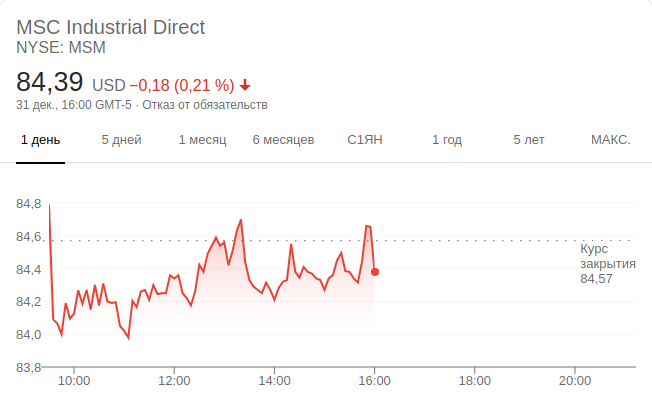 MSC Industrial Direct
NYSE: MSM
84,39 USD −0,18 (0,21 %)
31 дек., 16:00 GMT-5 · Отказ от обязательств
1 день 5 дней 1 месяц 6 месяцев С1ЯН 1 год 5 лет МАКС.
84,8
84,6
84,4
84,2
84,0
83,8
Курс
закрытия
84,57
10:00 12:00 14:00 16:00 18:00 20:00